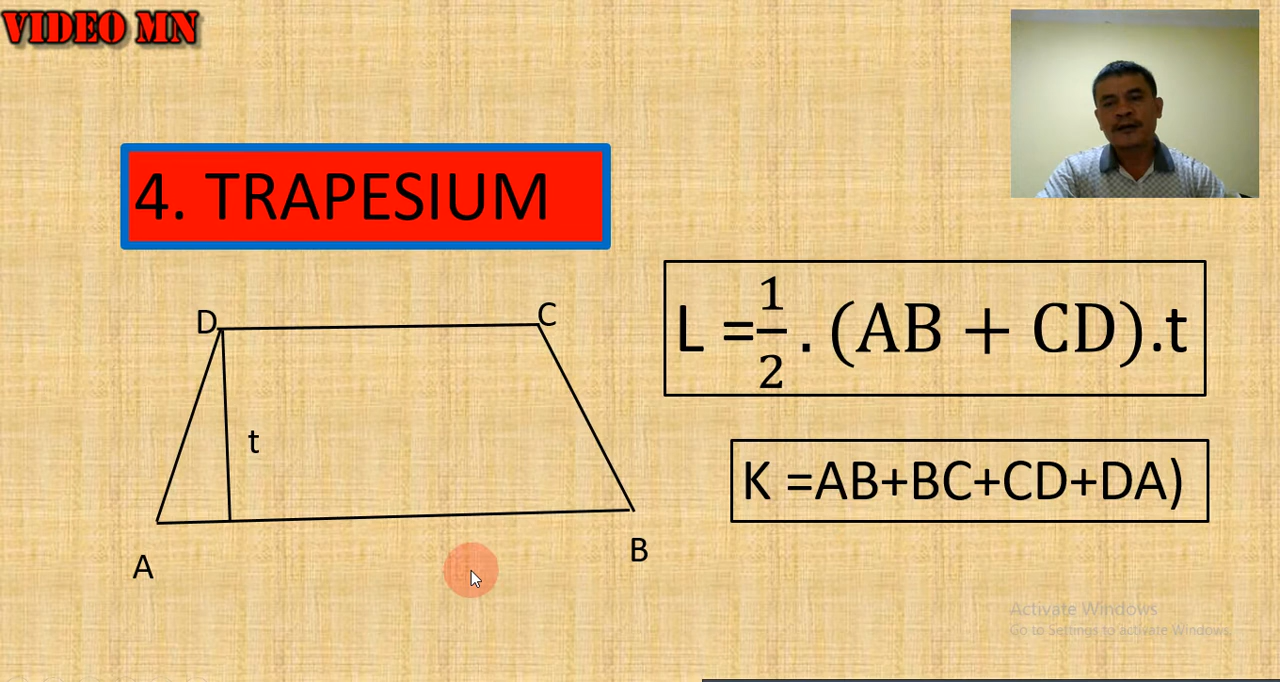 VIDEO MN
4. TRAPESIUM
D
C
L = 1/2 . (AB + CD).t
t
K =AB+BC+CD+DA)
A
B
Activate Windows
Go to Settings to activate Windows.